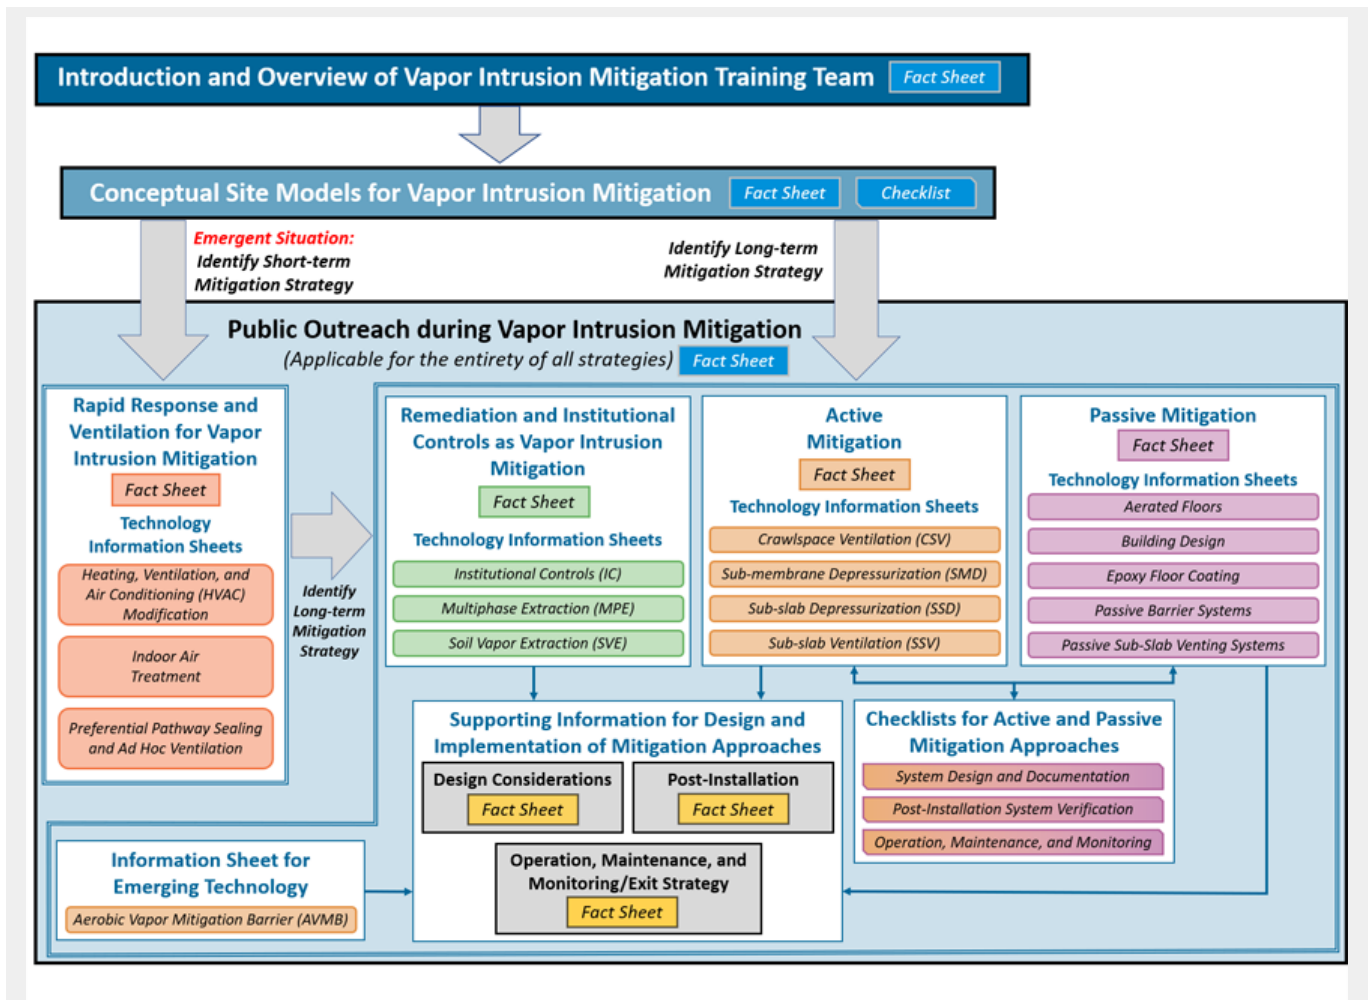 Introduction and Overview of Vapor Intrusion Mitigation Training Team
Fact Sheet
Conceptual Site Models for Vapor Intrusion Mitigation
Fact Sheet
Checklist
Emergent Situation:
Identify Short-term
Mitigation Strategy
Identify Long-term
Mitigation Strategy
Public Outreach during Vapor Intrusion Mitigation
(Applicable for the entirety of all strategies)
Fact Sheet
Rapid Response and
Ventilation for Vapor
Intrusion Mitigation
Fact Sheet
Technology
Information Sheets
Heating, Ventilation, and
Air Conditioning (HVAC)
Modification
Indoor Air
Treatment
Preferential Pathway Sealing
and Ad Hoc Ventilation
Identify
Long-term
Mitigation
Strategy
Remediation and Institutional
Controls as Vapor Intrusion
Mitigation
Fact Sheet
Technology Information Sheets
Institutional Controls (IC)
Multiphase Extraction (MPE)
Soil Vapor Extraction (SVE)
Active
Mitigation
Fact Sheet
Technology Information Sheets
Crawlspace Ventilation (CSV)
Sub-membrane Depressurization (SMD)
Sub-slab Depressurization (SSD)
Sub-slab Ventilation (SSV)
Passive Mitigation
Fact Sheet
Technology Information Sheets
Aerated Floors
Building Design
Epoxy Floor Coating
Passive Barrier Systems
Passive Sub-Slab Venting Systems
Supporting Information for Design and
Implementation of Mitigation Approaches
Design Considerations
Fact Sheet
Post-Installation
Fact Sheet
Operation, Maintenance, and
Monitoring/Exit Strategy
Fact Sheet
Checklists for Active and Passive
Mitigation Approaches
System Design and Documentation
Post-Installation System Verification
Operation, Maintenance, and Monitoring
Information Sheet for
Emerging Technology
Aerobic Vapor Mitigation Barrier (AVMB)